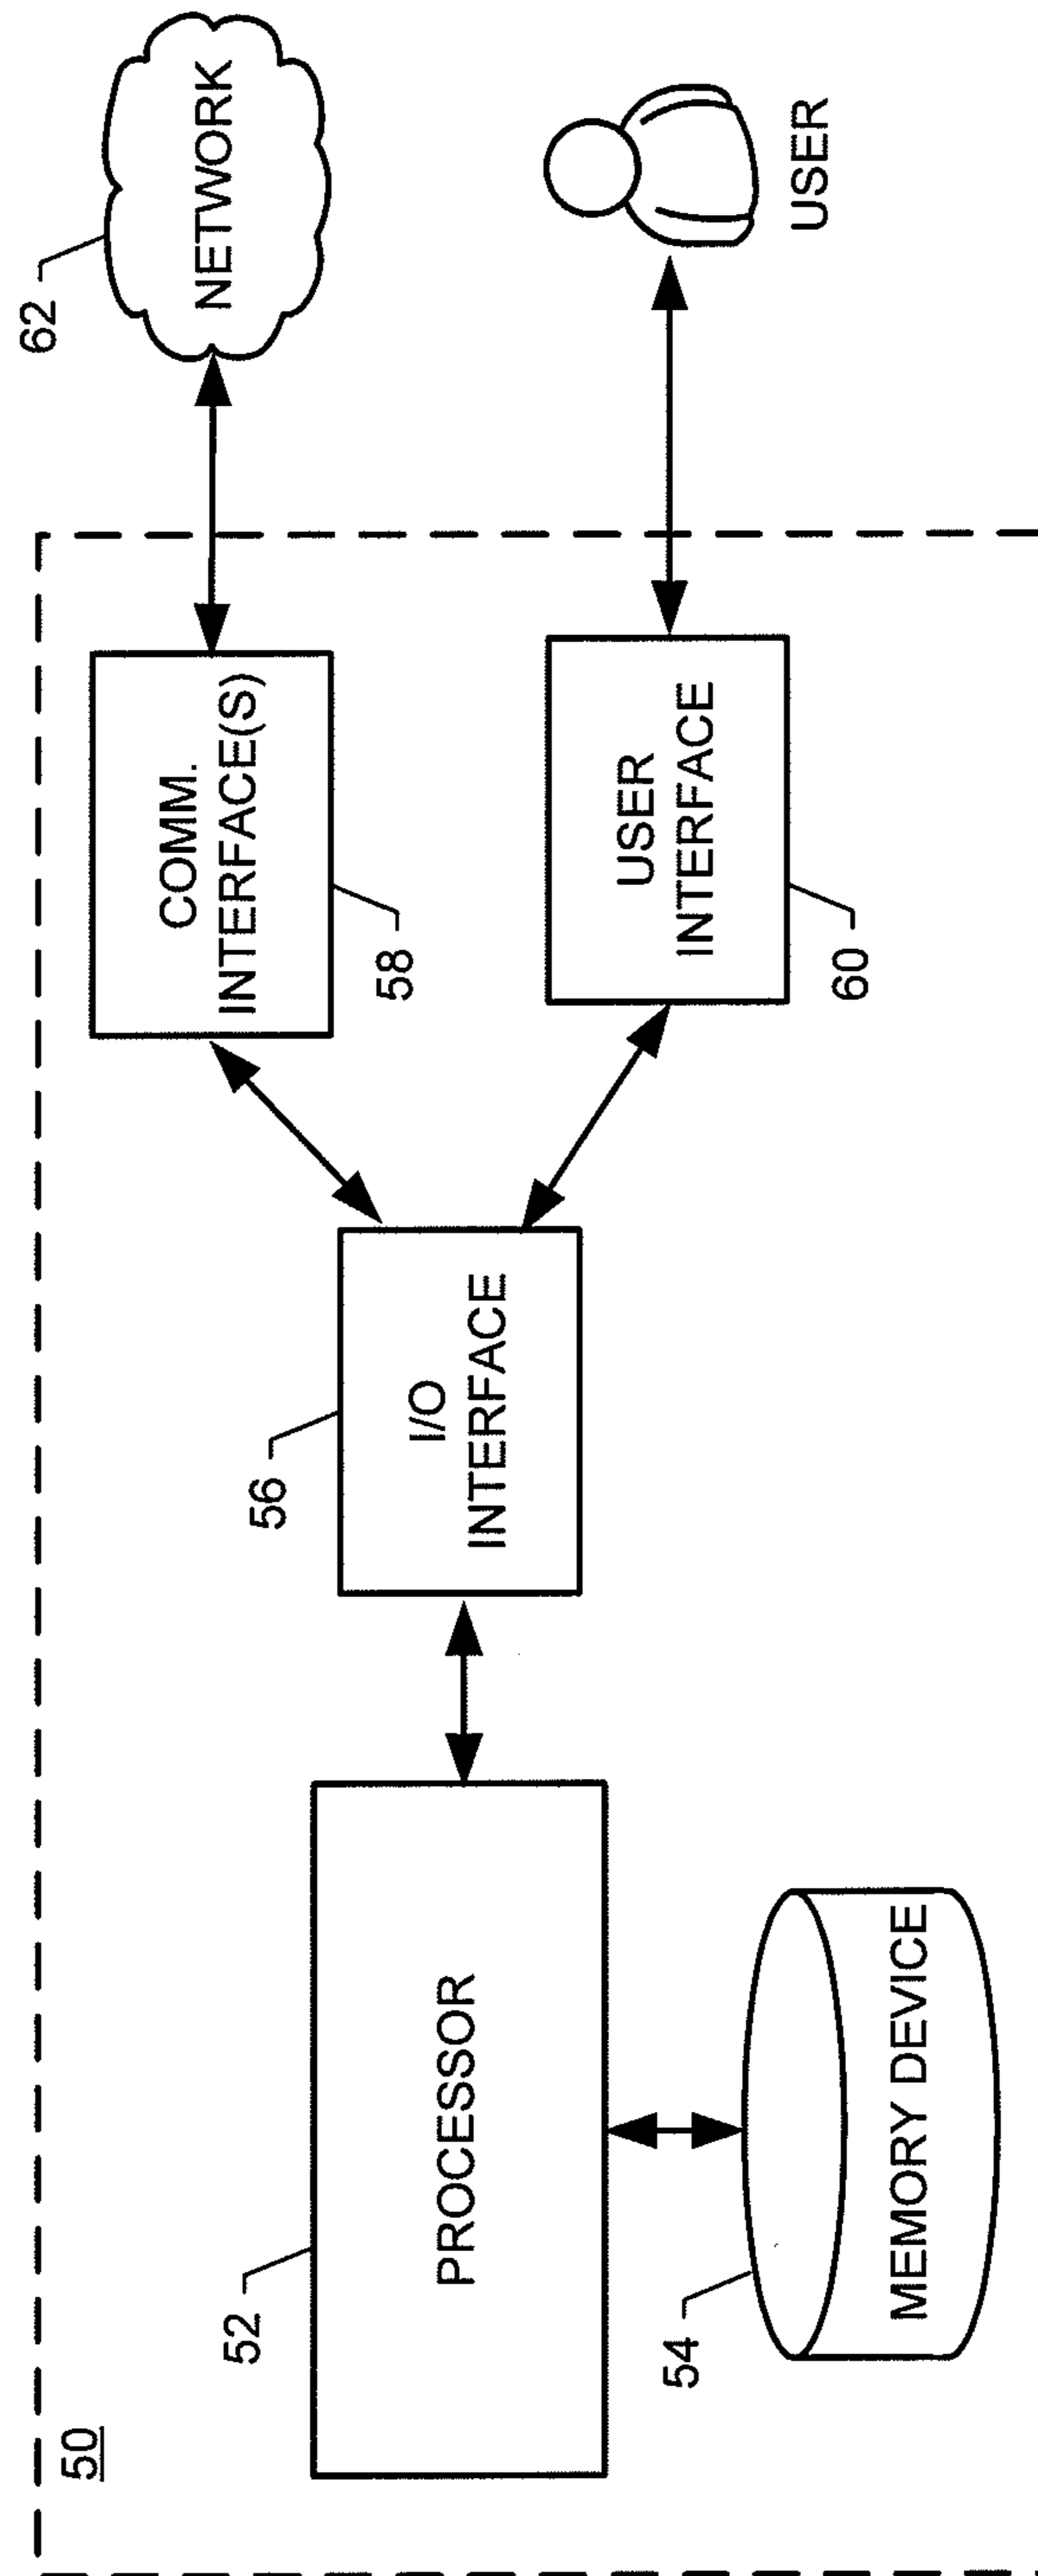 50
52
PROCESSOR
54
MEMORY DEVICE
56
I/O
INTERFACE
COMM.
INTERFACE(S)
58
USER
INTERFACE
60
62
NETWORK
USER